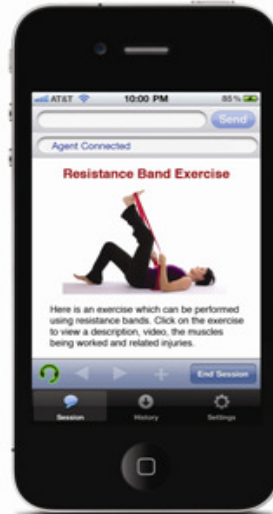 AT&T 10:00 PM 85%
Send
Agent Connected
Resistance Band Exercise
Here is an exercise which can be performed
using resistance bands. Click on the exercise
to view a description, video, the muscles
being worked and related injuries.
End Session
Session History Settings